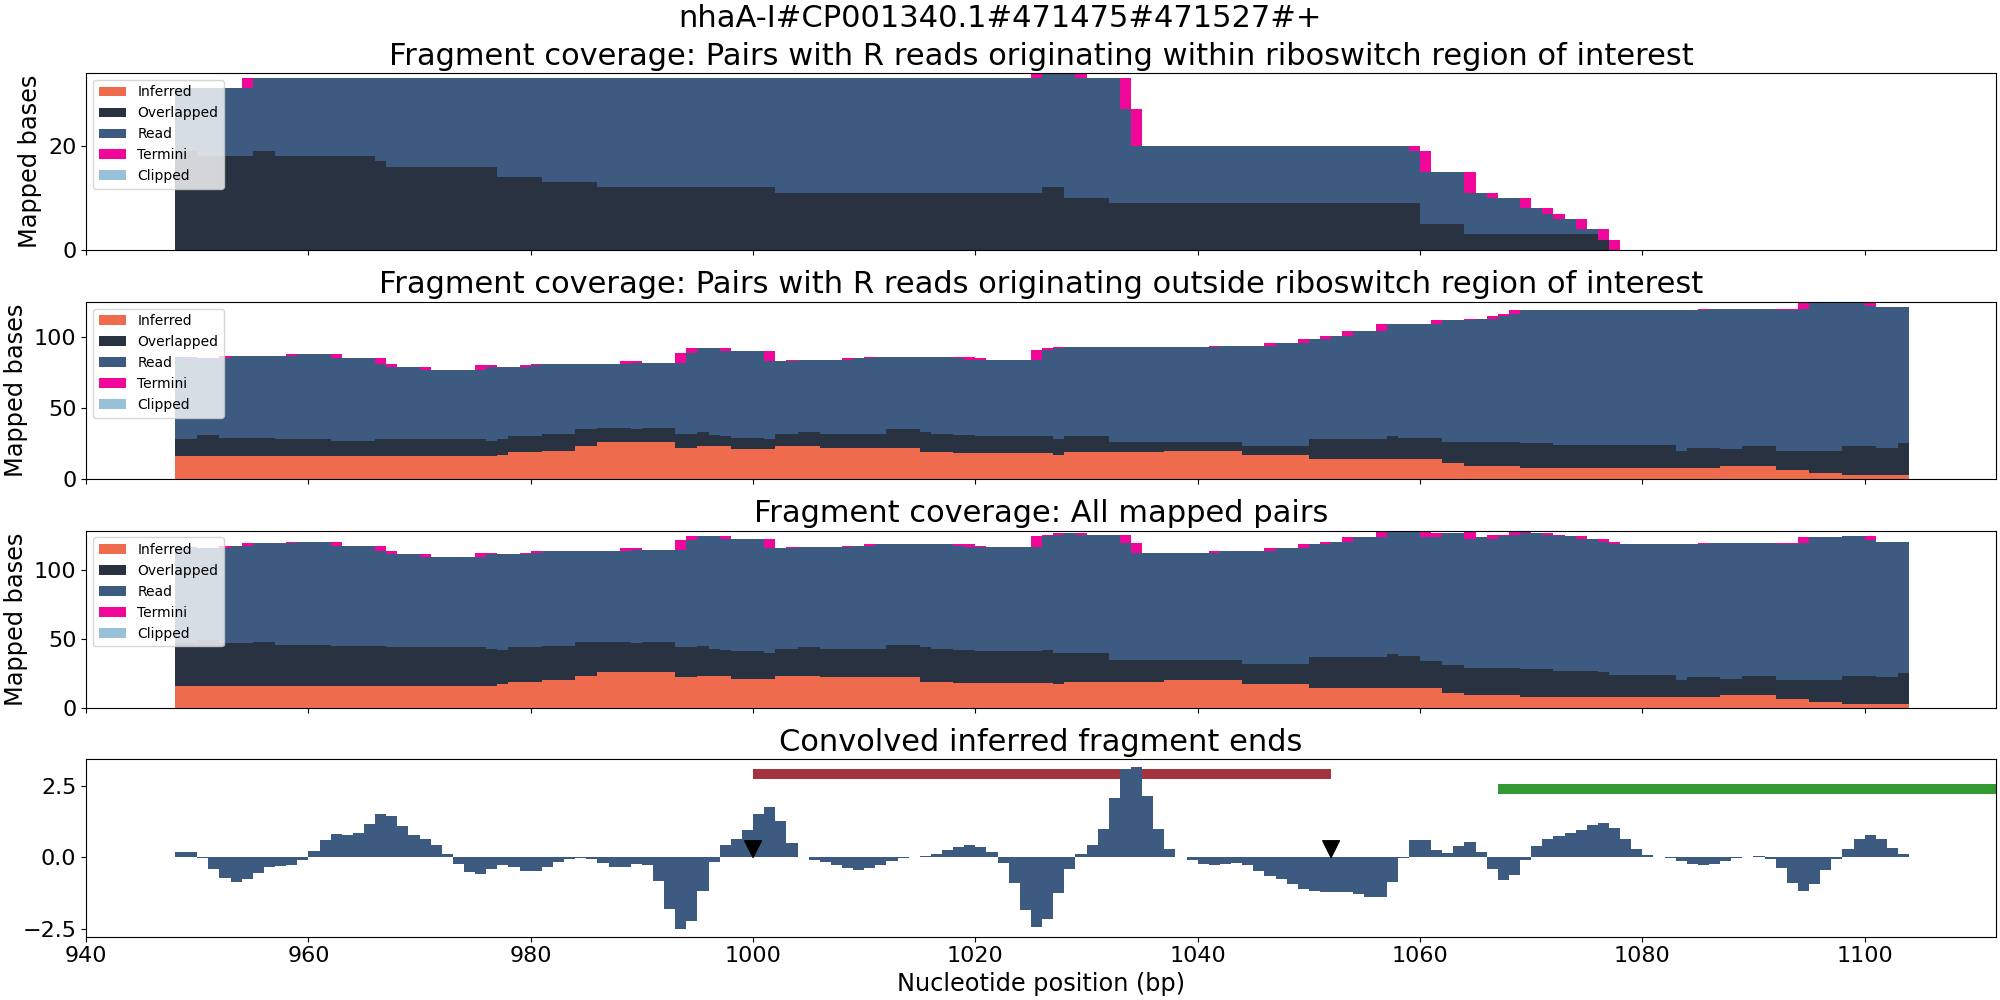 nhaA-I#CP001340.1#471475#471527#+
Fragment coverage: Pairs with R reads originating within riboswitch region of interest
Mapped bases
20
0
Inferred
Overlapped
Read
Termini
Clipped
Fragment coverage: Pairs with R reads originating outside riboswitch region of interest
Mapped bases
100
50
0
Inferred
Overlapped
Read
Termini
Clipped
Fragment coverage: All mapped pairs
Mapped bases
100
50
0
Inferred
Overlapped
Read
Termini
Clipped
Convolved inferred fragment ends
2.5
0.0
−2.5
940 960 980 1000 1020 1040 1060 1080 1100
Nucleotide position (bp)